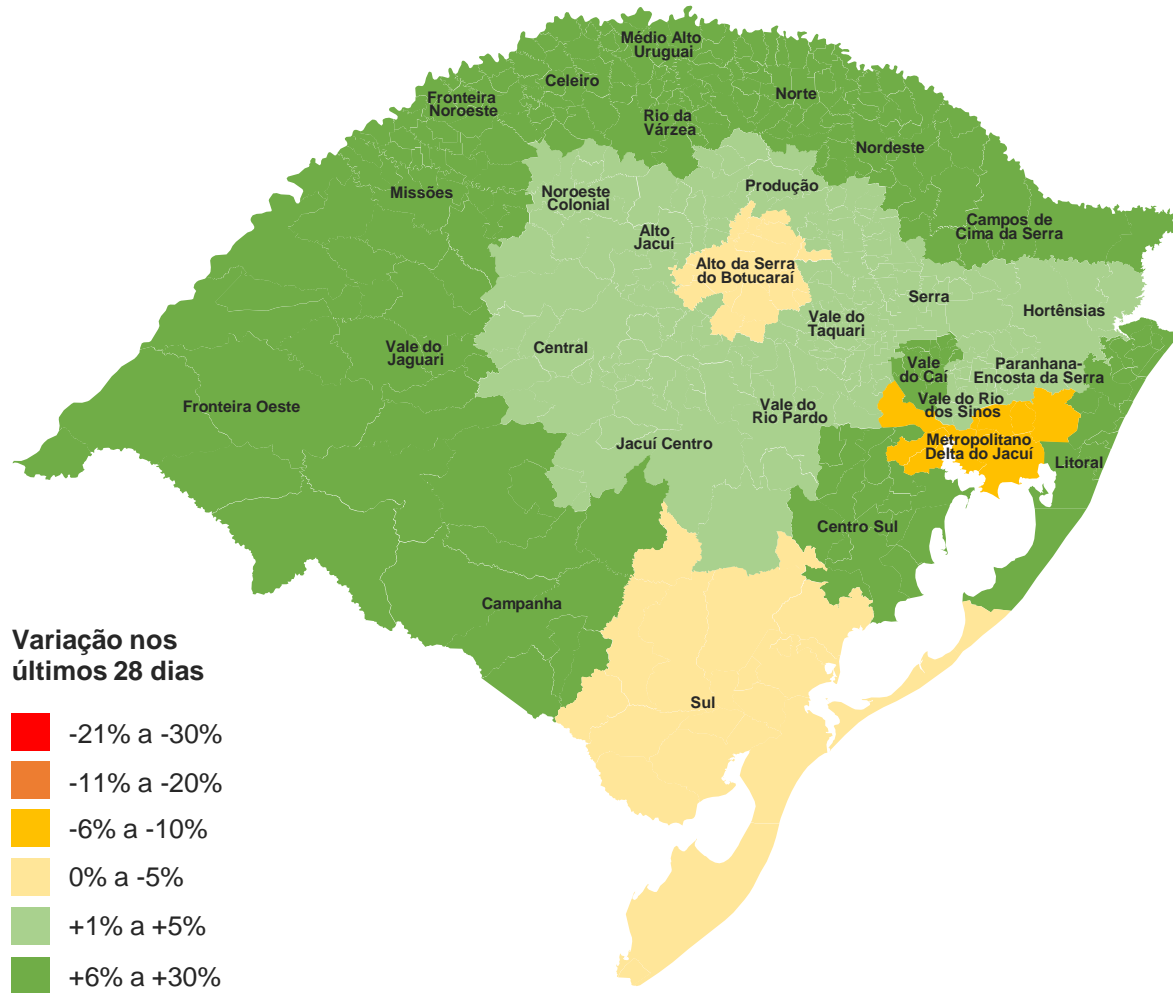 Médio Alto
Uruguai
Celeiro
Norte
Fronteira
Noroeste
Rio da
Várzea
Nordeste
Missões
Noroeste
Colonial
Produção
Campos de
Cima da Serra
Alto
Jacuí
Alto da Serra
do Botucaraí
Serra
Hortênsias
Vale do
Taquari
Central
Vale do
Jaguari
Vale
do Caí
Paranhana-
Encosta da Serra
Fronteira Oeste
Vale do
Rio Pardo
Vale do Rio
dos Sinos
Jacuí Centro
Metropolitano
Delta do Jacuí
Litoral
Centro Sul
Campanha
Sul
Variação nos
últimos 28 dias
-21% a -30%
-11% a -20%
-6% a -10%
0% a -5%
+1% a +5%
+6% a +30%